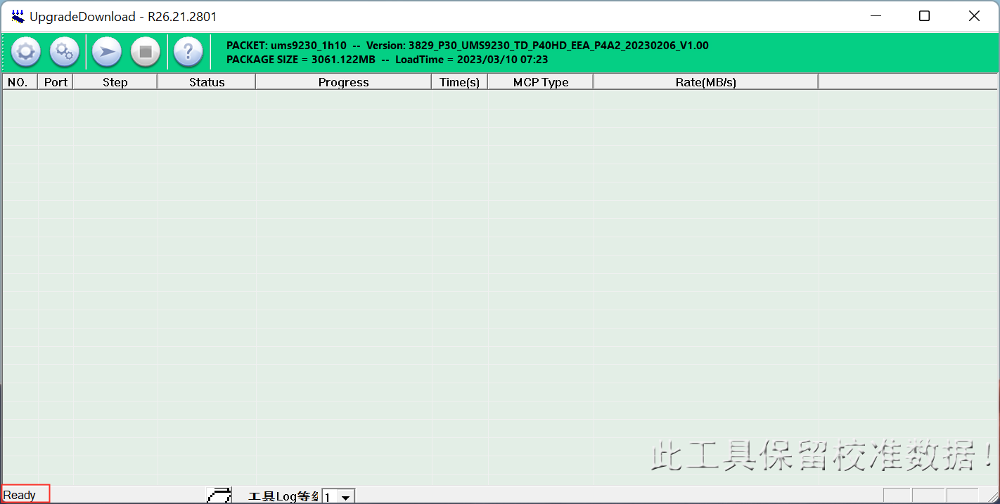 UpgradeDownload - R26.21.2801
PACKET: ums9230_1h10 -- Version: 3829_P30_UMS9230_TD_P40HD_EEA_P4A2_20230206_V1.00
PACKAGE SIZE = 3061.122MB -- LoadTime = 2023/03/10 07:23
NO. Port Step Status Progress Time(s) MCP Type Rate(MB/s)
此工具保留校准数据!
Ready 工具Log等级 1